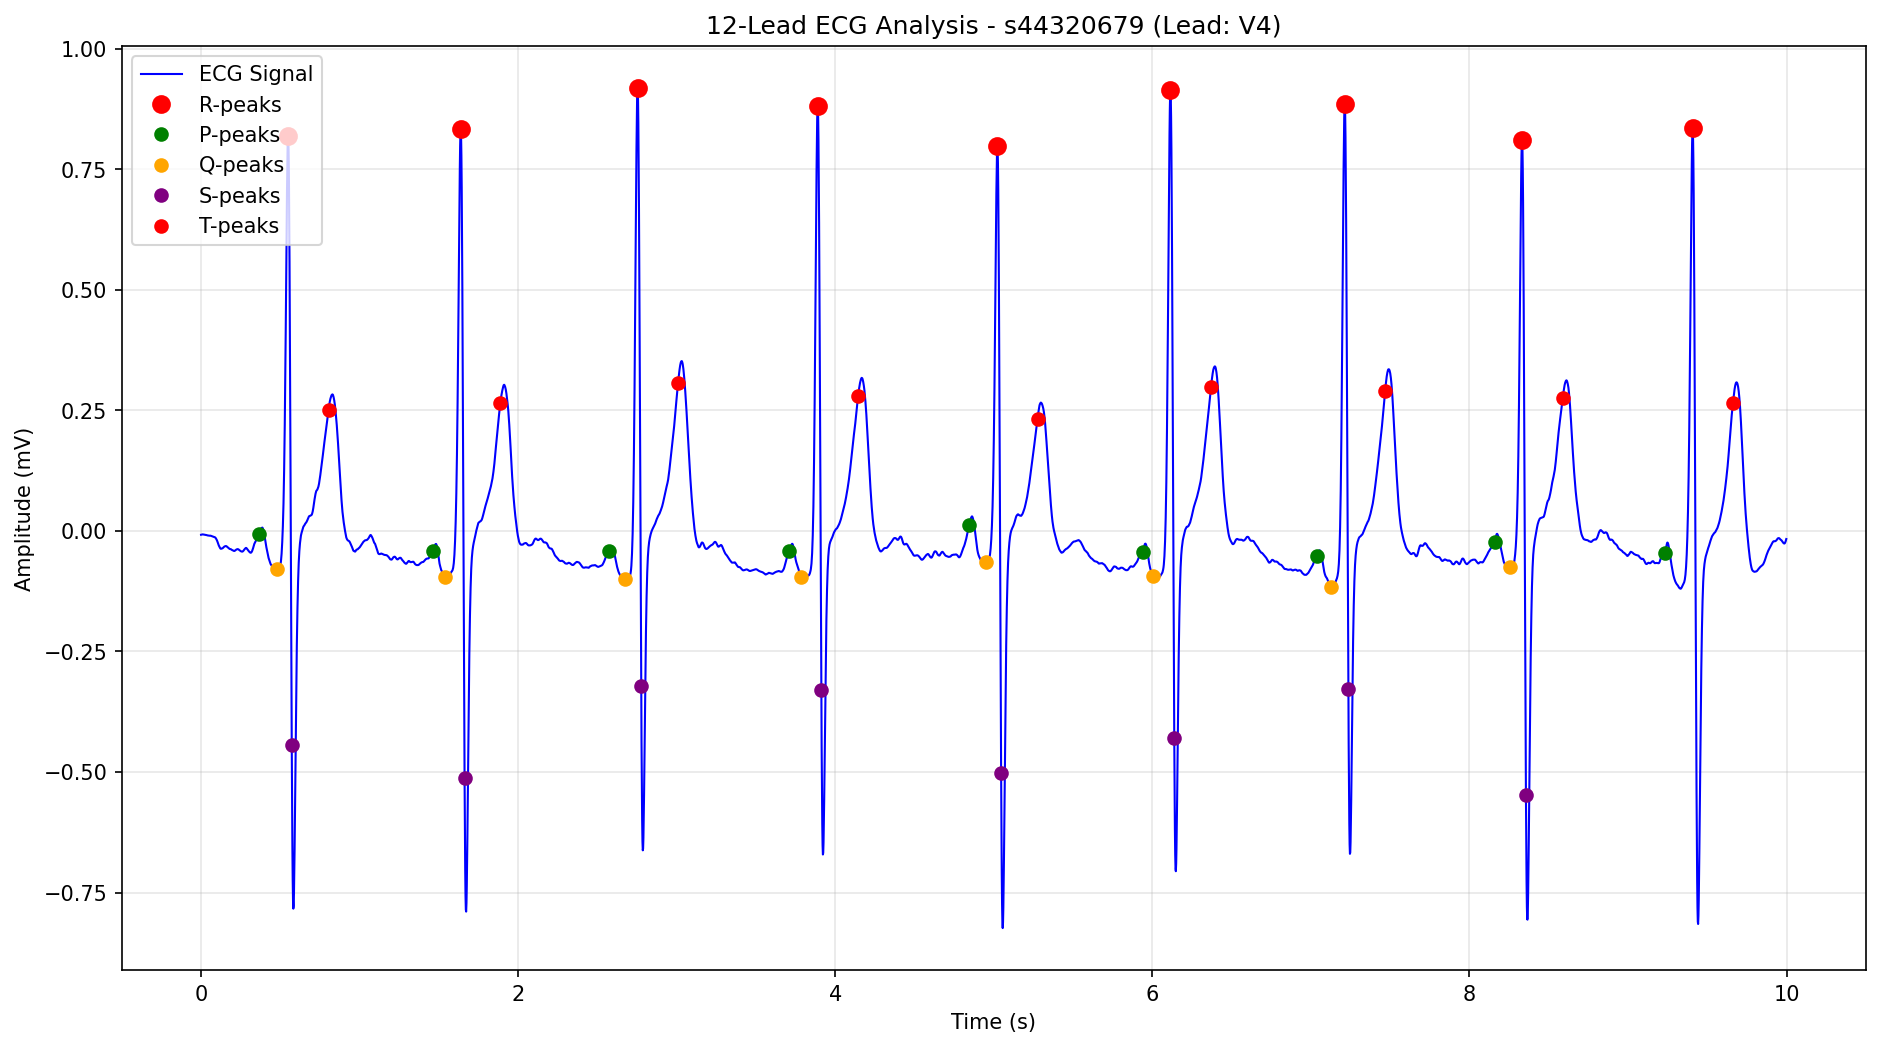 12-Lead ECG Analysis - s44320679 (Lead: V4)
ECG Signal
R-peaks
P-peaks
Q-peaks
S-peaks
T-peaks
Amplitude (mV)
1.00
0.75
0.50
0.25
0.00
−0.25
−0.50
−0.75
0 2 4 6 8 10
Time (s)